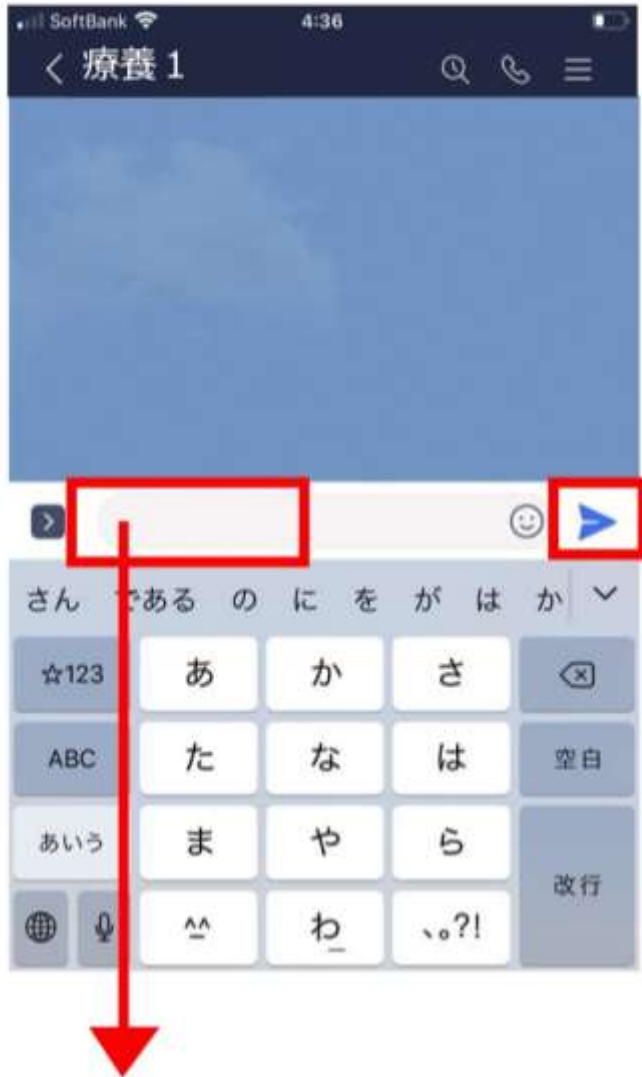 SoftBank 4:36
療養1
さん である の に を が は か
☆123 あ か さ
ABC た な は 空白
あいう ま や ら
改行
^^ わ 、。?!